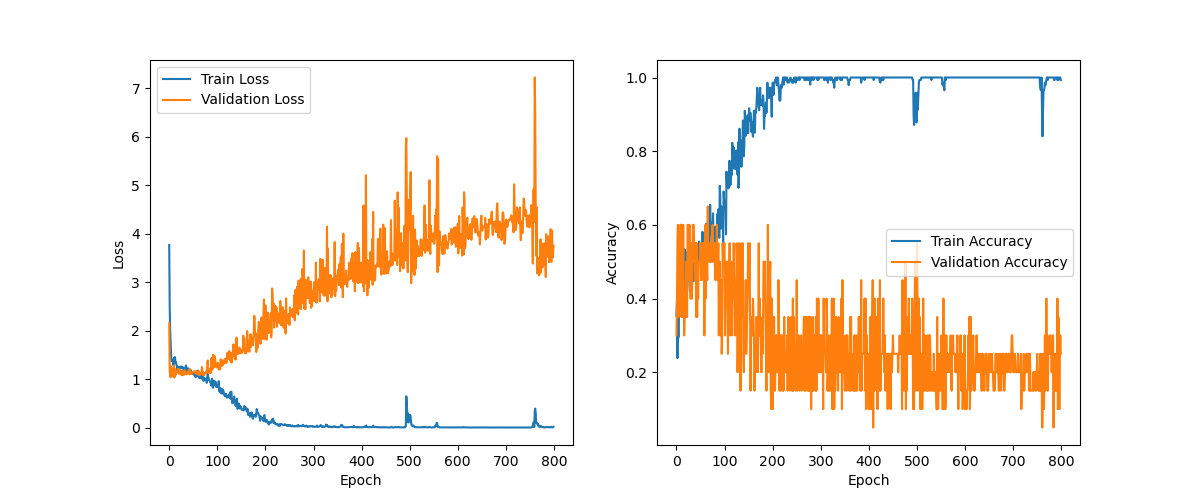 Train Loss
Validation Loss
7
6
5
4
3
2
1
0
Loss
0 100 200 300 400 500 600 700 800
Epoch
1.0
0.8
0.6
0.4
0.2
Accuracy
Train Accuracy
Validation Accuracy
0 100 200 300 400 500 600 700 800
Epoch